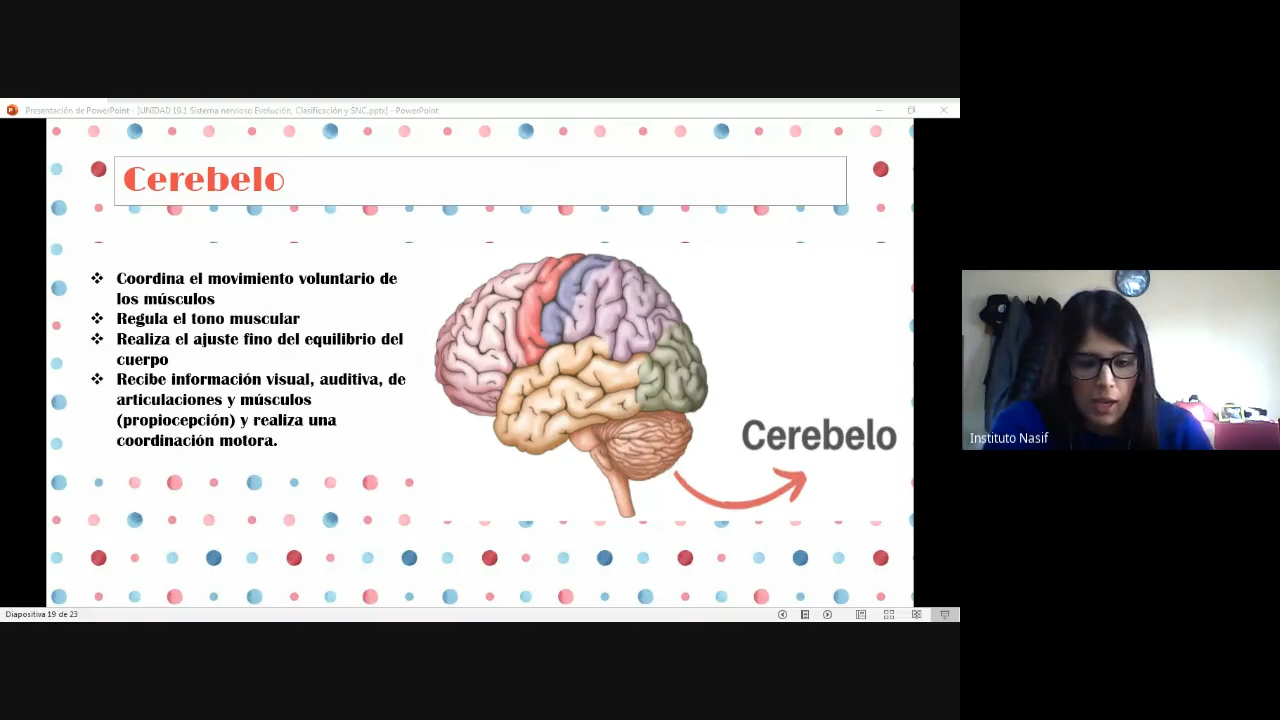 Presentación de PowerPoint - [UNIDAD 19.1 Sistema nervioso Evolución, Clasificación y SNC.pptx] - PowerPoint
Cerebelo
Coordina el movimiento voluntario de
los músculos
Regula el tono muscular
Realiza el ajuste fino del equilibrio del
cuerpo
Recibe información visual, auditiva, de
articulaciones y músculos
(propiocepción) y realiza una
coordinación motora.
Cerebelo
Instituto Nasif
Diapositiva 19 de 23